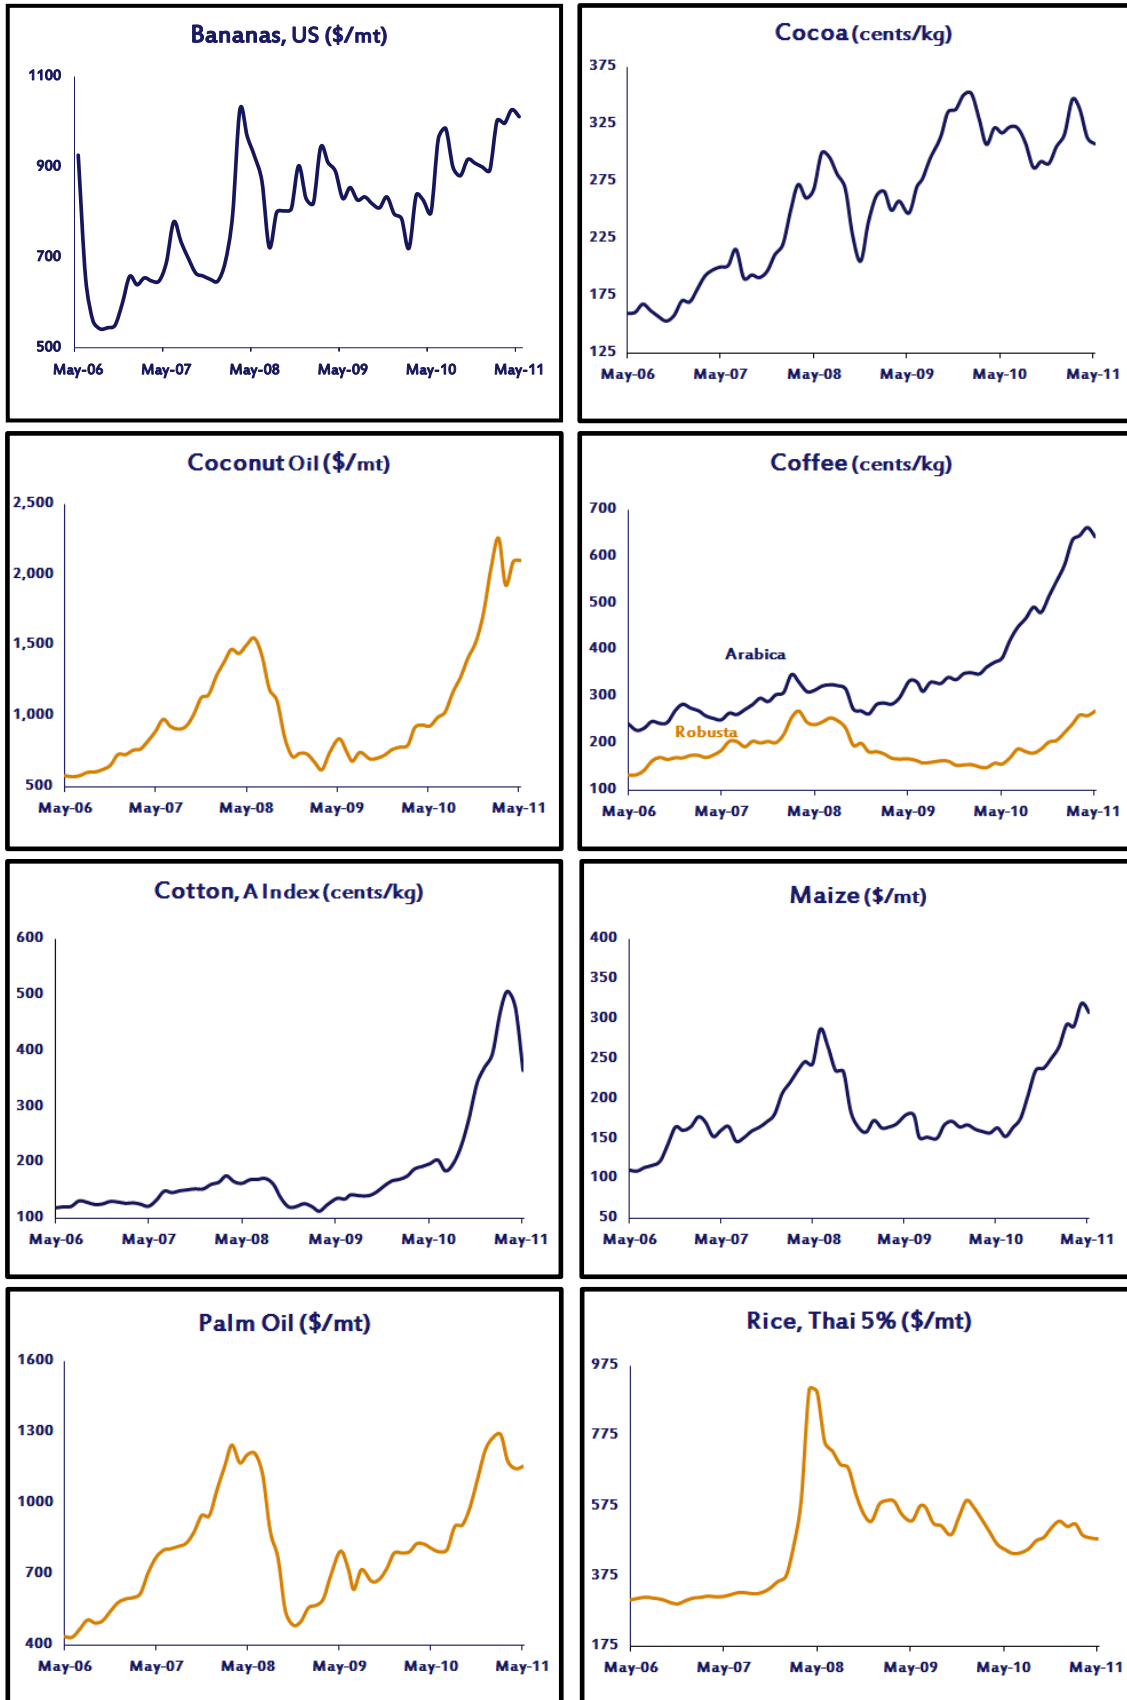 Bananas, US ($/mt)
1100
900
700
500
May-06 May-07 May-08 May-09 May-10 May-11
Cocoa (cents/kg)
375
325
275
225
175
125
May-06 May-07 May-08 May-09 May-10 May-11
Coconut Oil ($/mt)
2,500
2,000
1,500
1,000
500
May-06 May-07 May-08 May-09 May-10 May-11
Coffee (cents/kg)
700
600
500
400
300
200
100
Arabica
Robusta
May-06 May-07 May-08 May-09 May-10 May-11
Cotton, A Index (cents/kg)
600
500
400
300
200
100
May-06 May-07 May-08 May-09 May-10 May-11
Maize ($/mt)
400
350
300
250
200
150
100
50
May-06 May-07 May-08 May-09 May-10 May-11
Palm Oil ($/mt)
1600
1300
1000
700
400
May-06 May-07 May-08 May-09 May-10 May-11
Rice, Thai 5% ($/mt)
975
775
575
375
175
May-06 May-07 May-08 May-09 May-10 May-11